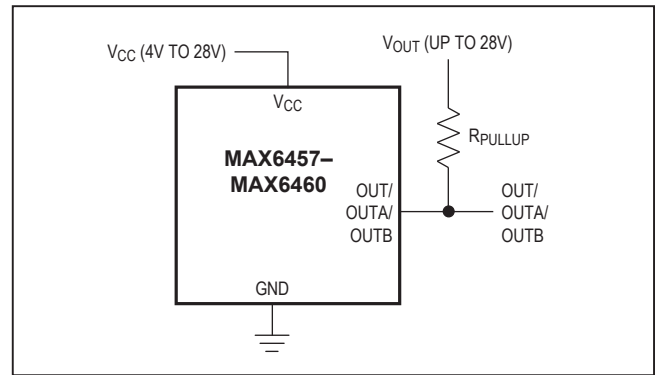 VCC (4V TO 28V)
VOUT (UP TO 28V)
VCC
RPULLUP
MAX6457–
MAX6460
OUT/
OUTA/
OUTB
OUT/
OUTA/
OUTB
GND